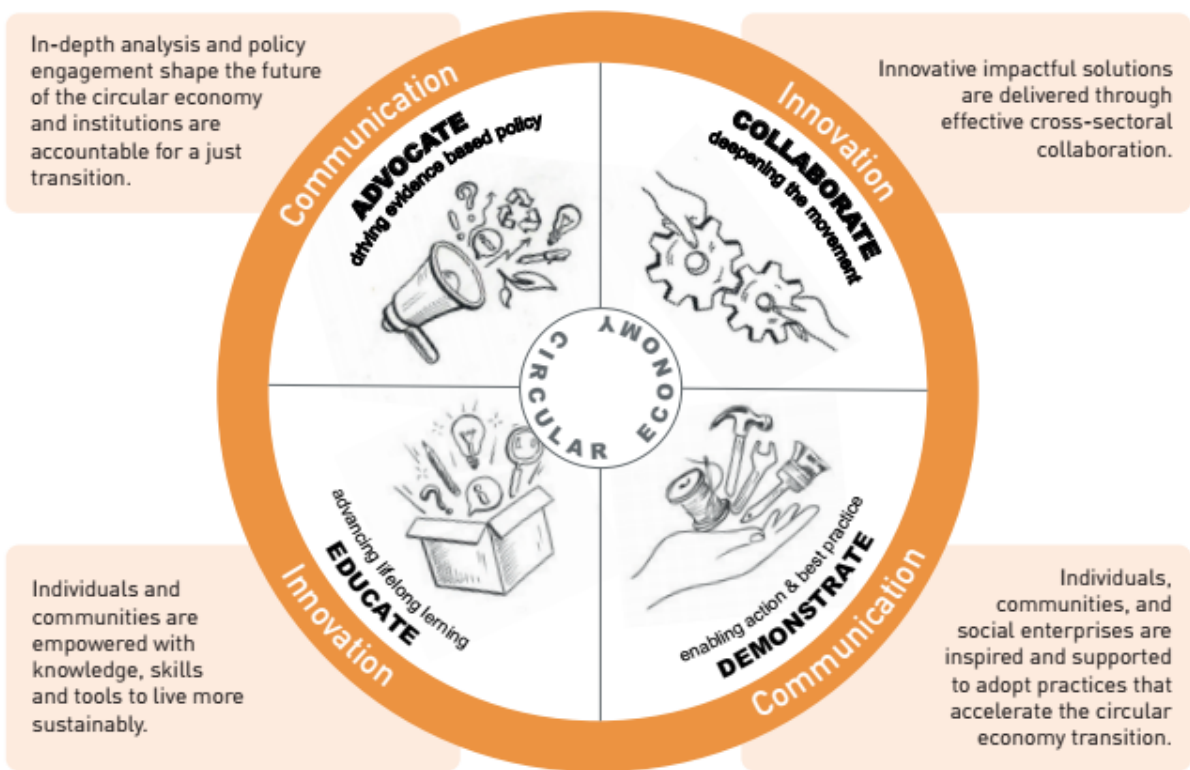 In-depth analysis and policy
engagement shape the future
of the circular economy
and institutions are
accountable for a just
transition.
Communication
ADVOCATE
driving evidence based policy
Innovation
COLLABORATE
deepening the movement
Innovative impactful solutions
are delivered through
effective cross-sectoral
collaboration.
CIRCULAR ECONOMY
advancing lifelong lerning
EDUCATE
Innovation
Individuals and
communities are
empowered with
knowledge, skills
and tools to live more
sustainably.
enabling action & best practice
DEMONSTRATE
Communication
Individuals,
communities, and
social enterprises are
inspired and supported
to adopt practices that
accelerate the circular
economy transition.